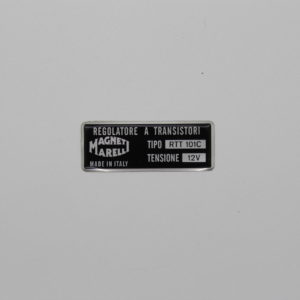 REGOLATORE A TRANSISTORI
MAGNETI MARELLI
MADE IN ITALY
TIPO RTT 101C
TENSIONE 12V